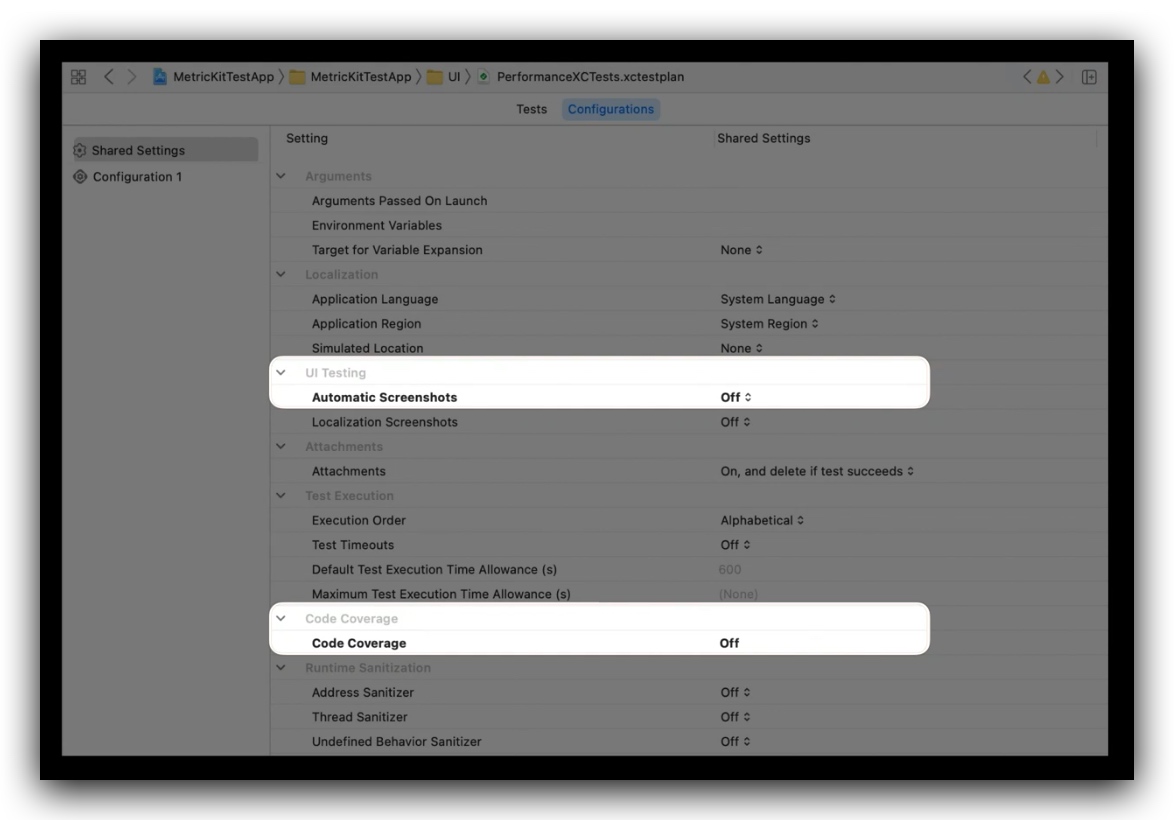 MetricKitTestApp MetricKitTestApp UI PerformanceXCTests.xctestplan
Tests Configurations
Shared Settings
Configuration 1
Setting Shared Settings
Arguments
Arguments Passed On Launch
Environment Variables
Target for Variable Expansion None
Localization
Application Language System Language
Application Region System Region
Simulated Location None
UI Testing
Automatic Screenshots Off
Localization Screenshots Off
Attachments
Attachments On, and delete if test succeeds
Test Execution
Execution Order Alphabetical
Test Timeouts Off
Default Test Execution Time Allowance (s) 600
Maximum Test Execution Time Allowance (s) (None)
Code Coverage
Code Coverage Off
Runtime Sanitization
Address Sanitizer Off
Thread Sanitizer Off
Undefined Behavior Sanitizer Off